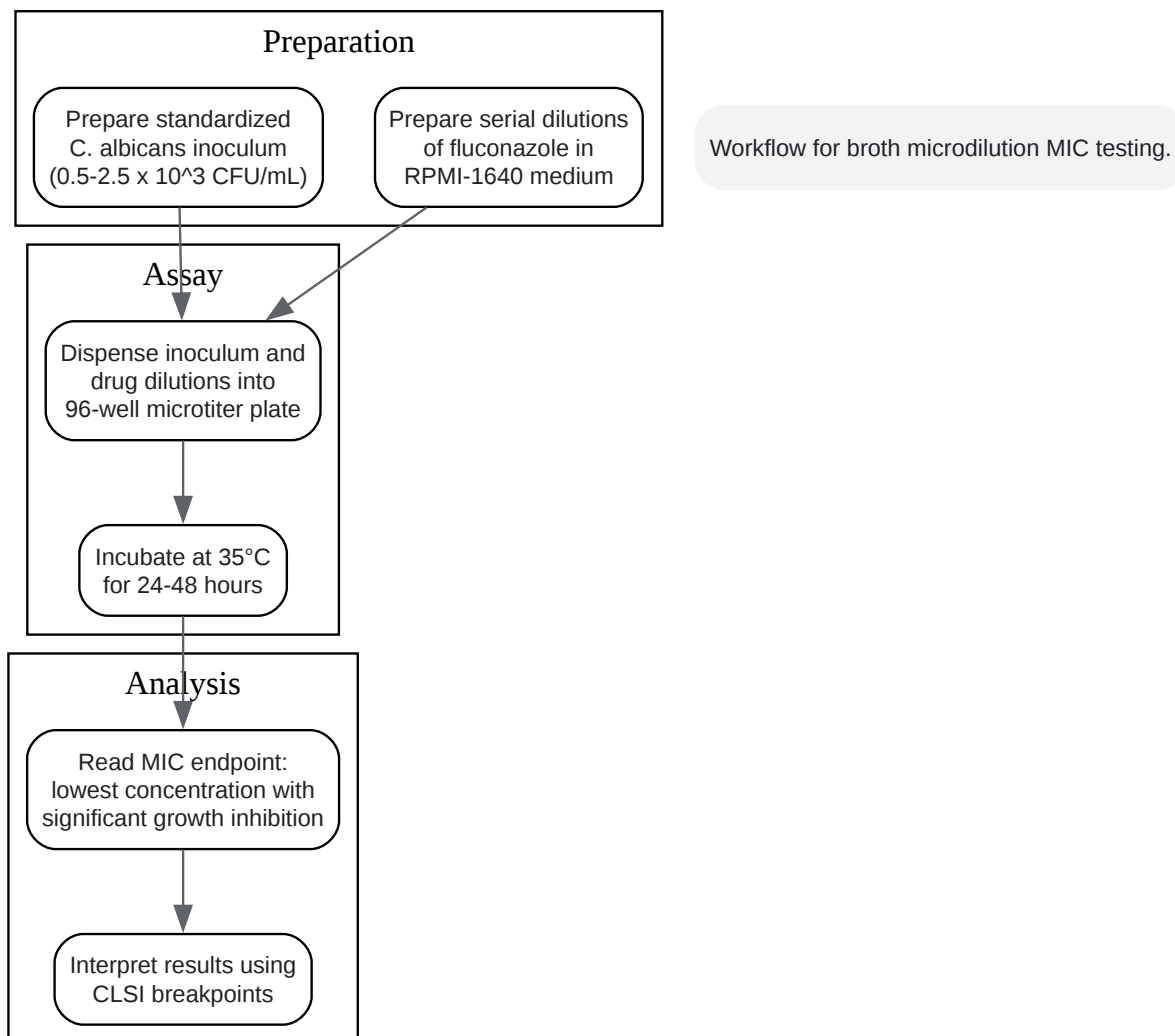 Preparation
Prepare standardized
C. albicans inoculum
(0.5-2.5 x 10^3 CFU/mL)
Prepare serial dilutions
of fluconazole in
RPMI-1640 medium
Workflow for broth microdilution MIC testing.
Assay
Dispense inoculum and
drug dilutions into
96-well microtiter plate
Incubate at 35°C
for 24-48 hours
Analysis
Read MIC endpoint:
lowest concentration with
significant growth inhibition
Interpret results using
CLSI breakpoints